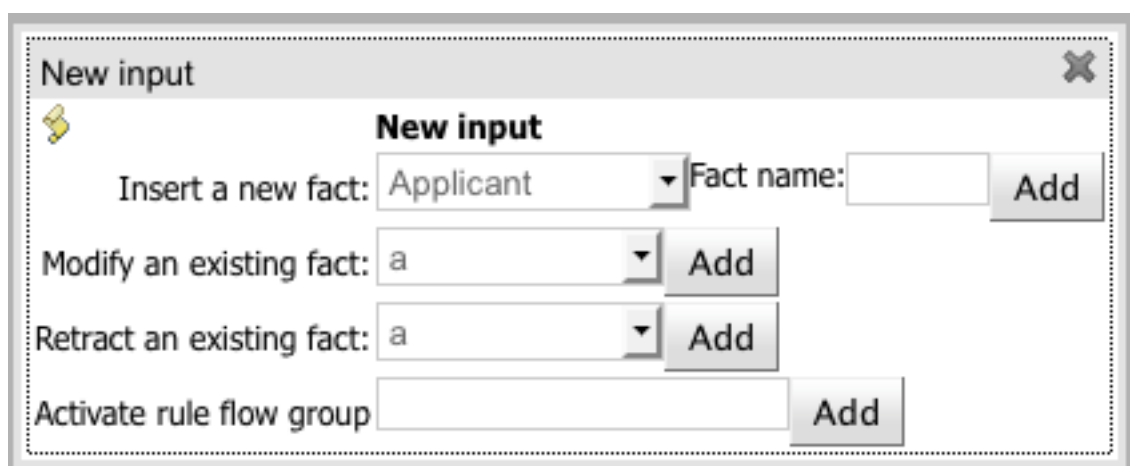 New input
New input
Insert a new fact: Applicant Fact name: Add
Modify an existing fact: a Add
Retract an existing fact: a Add
Activate rule flow group Add